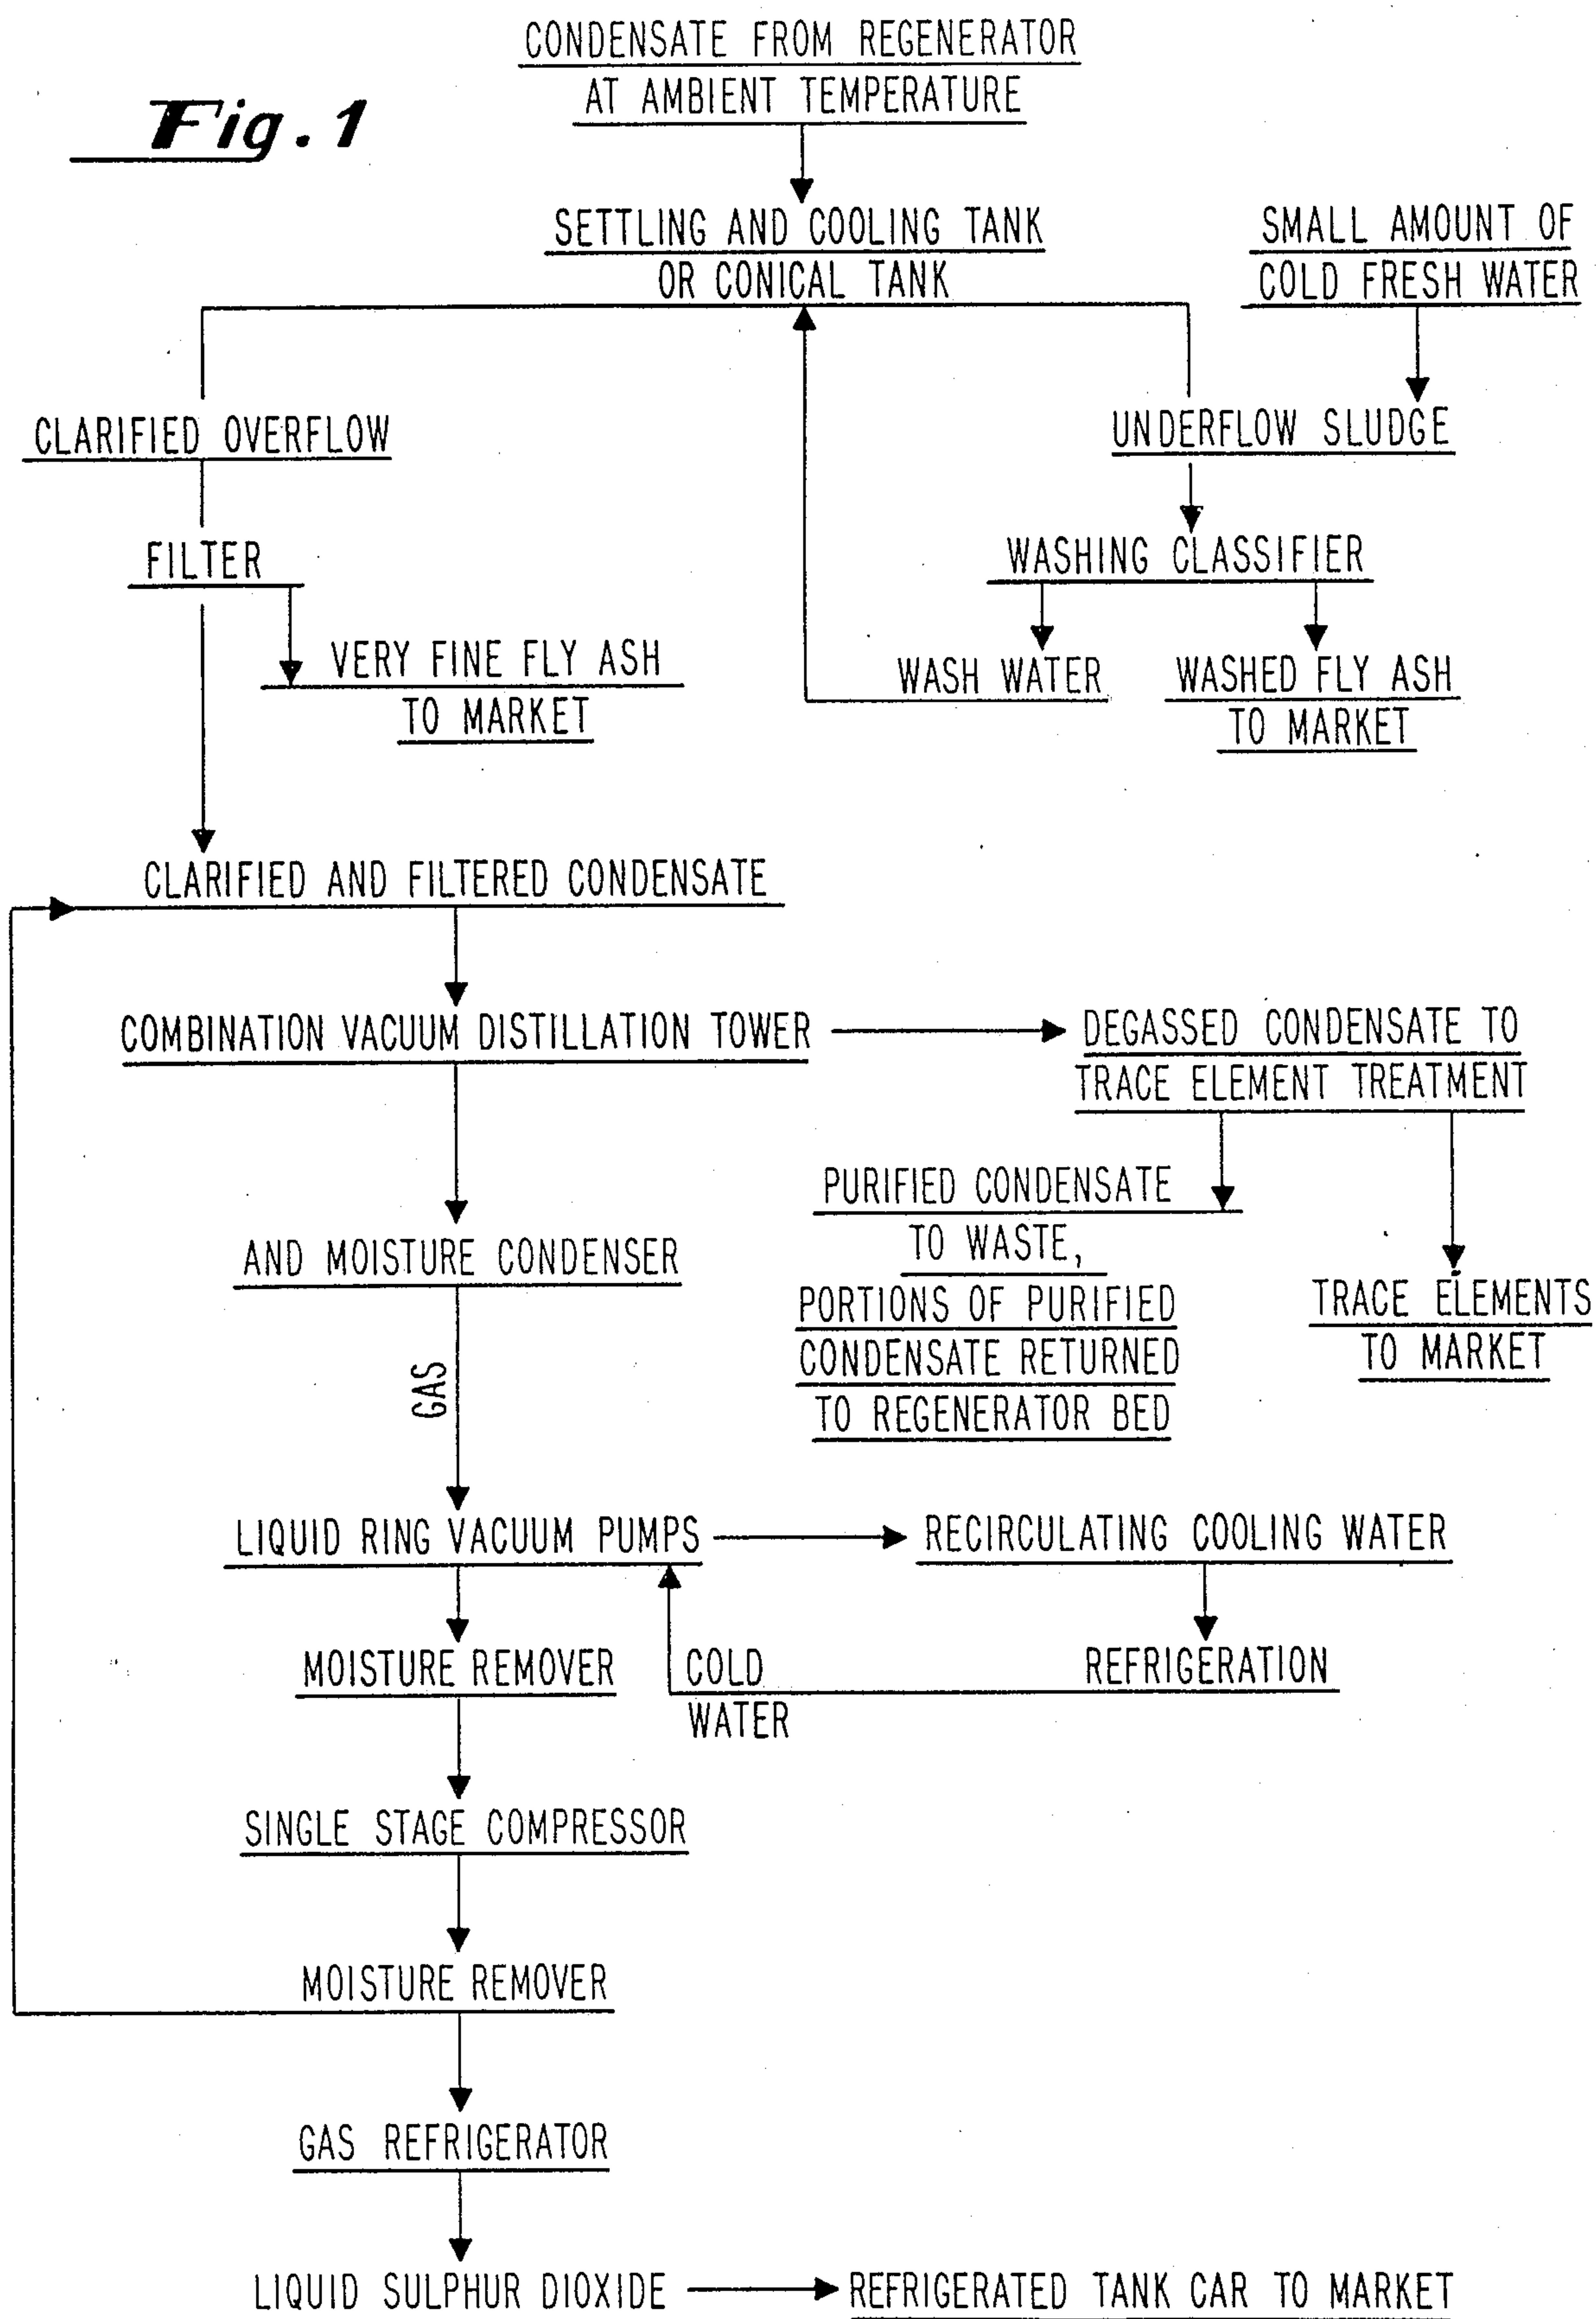 CONDENSATE FROM REGENERATOR
AT AMBIENT TEMPERATURE
Fig. 1
SETTLING AND COOLING TANK
OR CONICAL TANK
SMALL AMOUNT OF
COLD FRESH WATER
CLARIFIED OVERFLOW
UNDERFLOW SLUDGE
FILTER
WASHING CLASSIFIER
VERY FINE FLY ASH
TO MARKET
WASH WATER
WASHED FLY ASH
TO MARKET
CLARIFIED AND FILTERED CONDENSATE
COMBINATION VACUUM DISTILLATION TOWER
DEGASSED CONDENSATE TO
TRACE ELEMENT TREATMENT
PURIFIED CONDENSATE
TO WASTE,
PORTIONS OF PURIFIED
CONDENSATE RETURNED
TO REGENERATOR BED
TRACE ELEMENTS
TO MARKET
AND MOISTURE CONDENSER
GAS
LIQUID RING VACUUM PUMPS
RECIRCULATING COOLING WATER
MOISTURE REMOVER
COLD
WATER
REFRIGERATION
SINGLE STAGE COMPRESSOR
MOISTURE REMOVER
GAS REFRIGERATOR
LIQUID SULPHUR DIOXIDE
REFRIGERATED TANK CAR TO MARKET